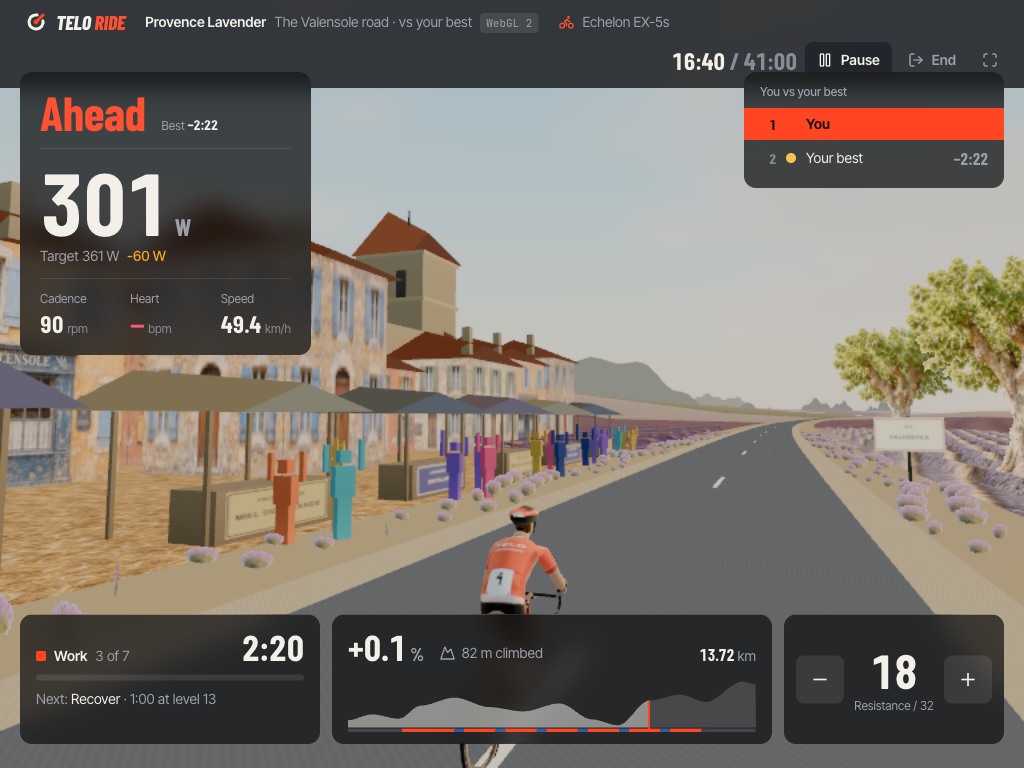 TELO RIDE Provence Lavender The Valensole road · vs your best WebGL 2 Echelon EX-5s
16:40 / 41:00 Pause End
Ahead Best −2:22
301 W
Target 361 W -60 W
Cadence Heart Speed
90 rpm — bpm 49.4 km/h
You vs your best
1 You
2 Your best −2:22
MIEL DE
4
Work 3 of 7 2:20
Next: Recover · 1:00 at level 13
+0.1 % 82 m climbed 13.72 km
− 18 +
Resistance / 32